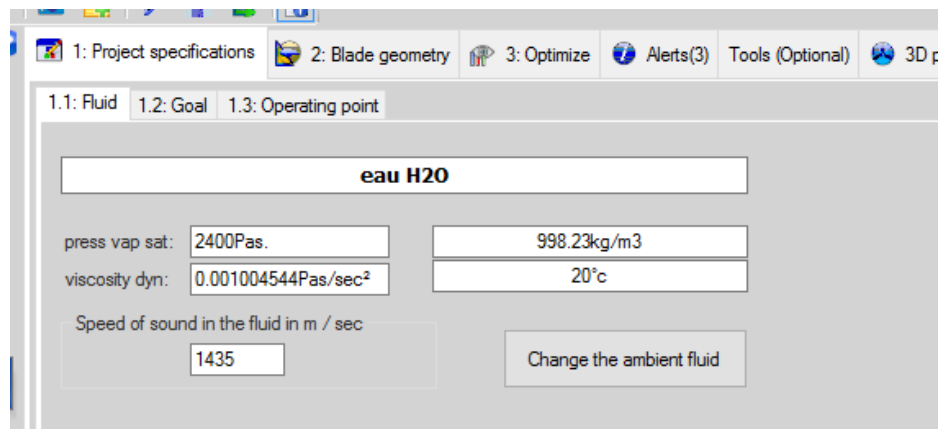 1: Project specifications 2: Blade geometry 3: Optimize Alerts(3) Tools (Optional) 3D p
1.1: Fluid 1.2: Goal 1.3: Operating point
eau H2O
press vap sat: 2400Pas. 998.23kg/m3
viscosity dyn: 0.001004544Pas/sec² 20°c
Speed of sound in the fluid in m / sec
1435 Change the ambient fluid